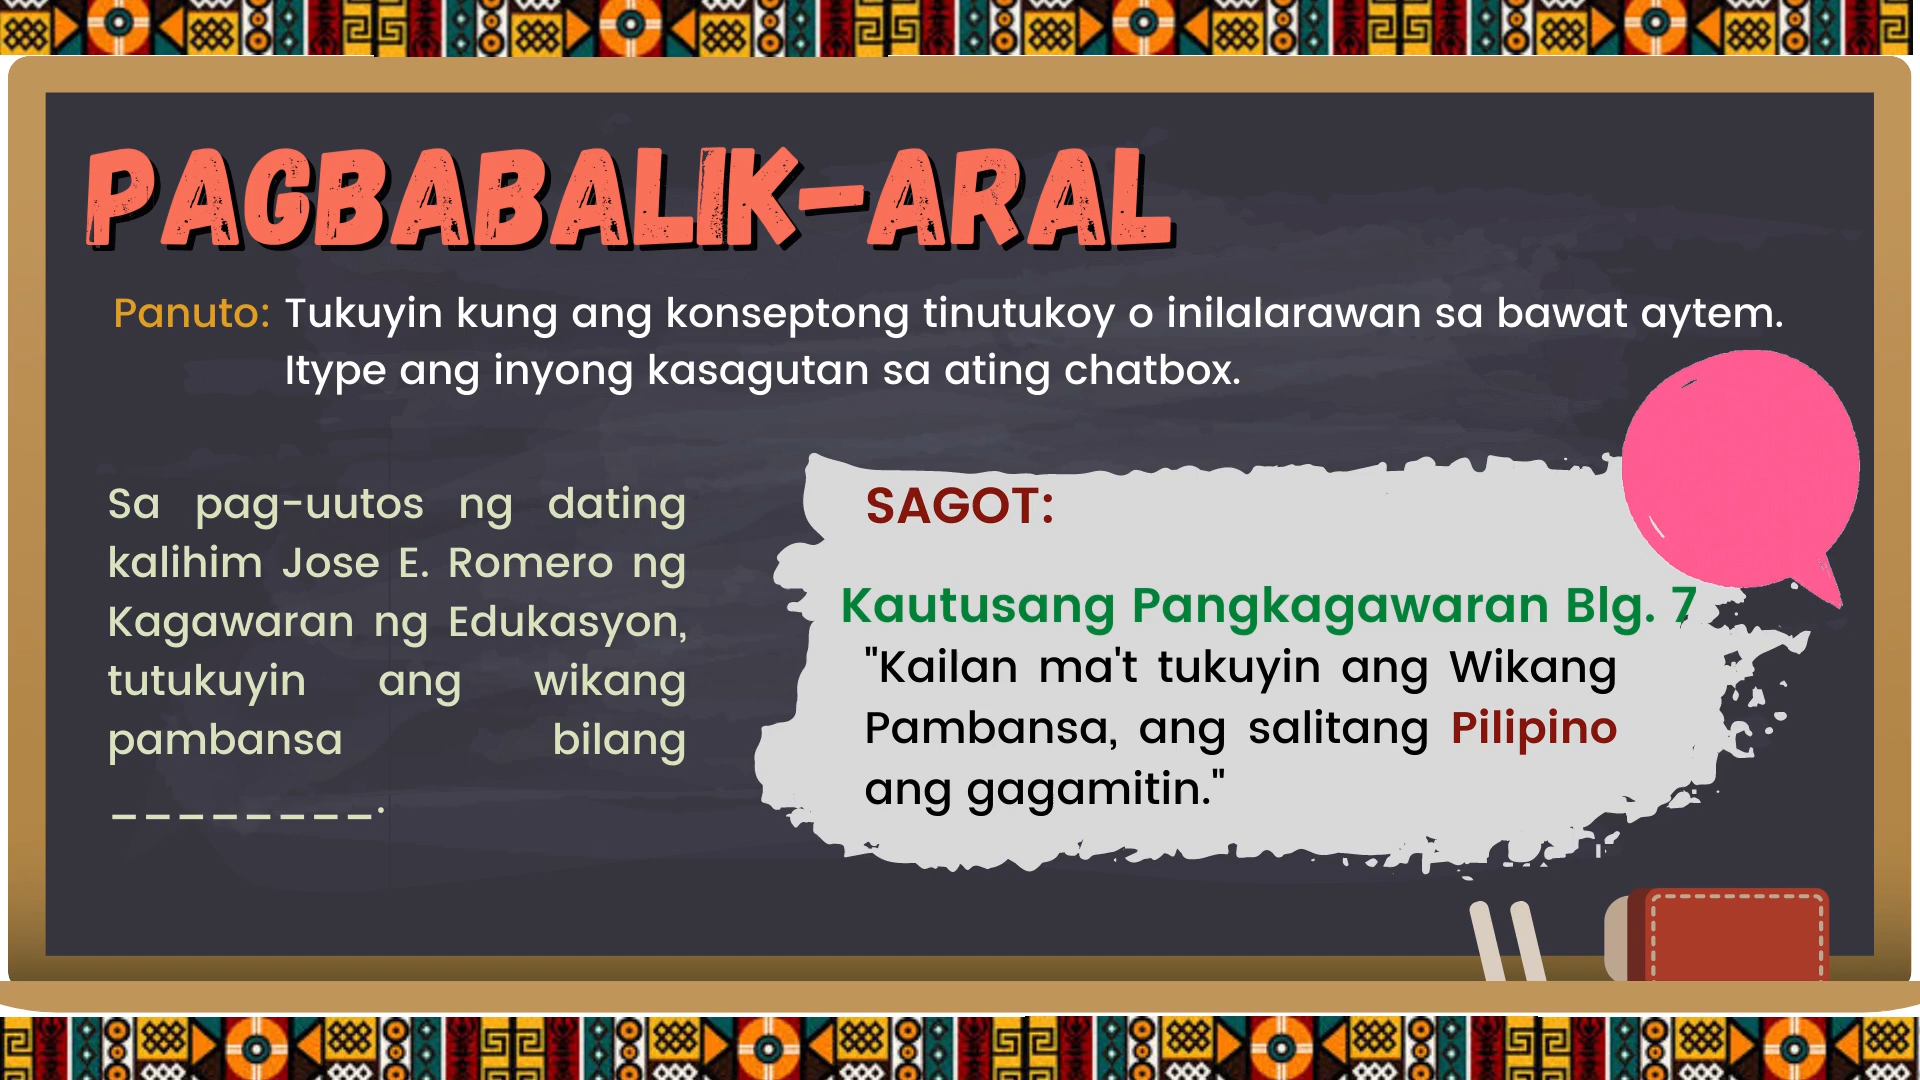 PAGBABALIK-ARAL
Panuto: Tukuyin kung ang konseptong tinutukoy o inilalarawan sa bawat aytem.
Itype ang inyong kasagutan sa ating chatbox.
Sa pag-uutos ng dating
kalihim Jose E. Romero ng
Kagawaran ng Edukasyon,
tutukuyin ang wikang
pambansa bilang
________.
SAGOT:
Kautusang Pangkagawaran Blg. 7
"Kailan ma't tukuyin ang Wikang
Pambansa, ang salitang Pilipino
ang gagamitin."